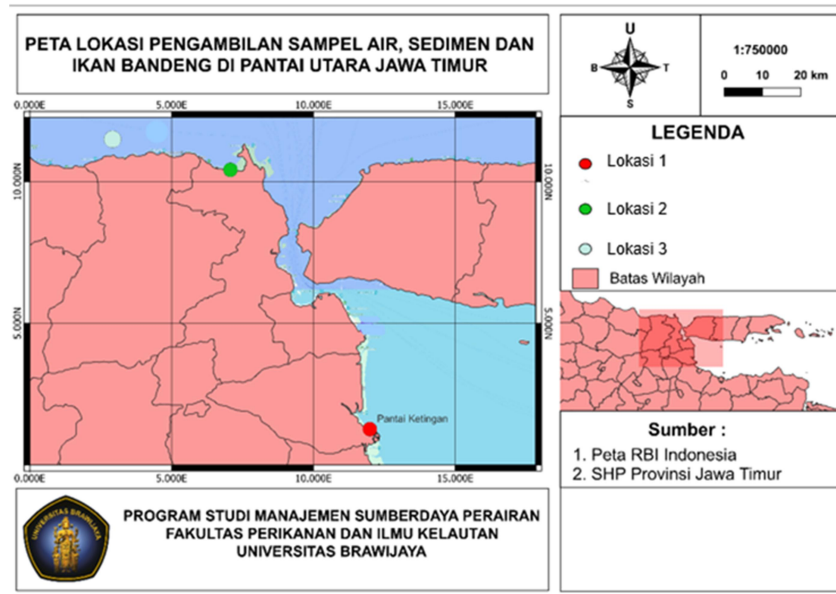 PETA LOKASI PENGAMBILAN SAMPEL AIR, SEDIMEN DAN
IKAN BANDENG DI PANTAI UTARA JAWA TIMUR
U
B
T
S
1:750000
0 10 20 km
0.000E 5.000E 10.000E 15.000E
10.000N
10.000N
5.000N
5.000N
Pantai Ketingan
0.000E 5.000E 10.000E 15.000E
LEGENDA
Lokasi 1
Lokasi 2
Lokasi 3
Batas Wilayah
Sumber :
1. Peta RBI Indonesia
2. SHP Provinsi Jawa Timur
UNIVERSITAS BRAWIJAYA
PROGRAM STUDI MANAJEMEN SUMBERDAYA PERAIRAN
FAKULTAS PERIKANAN DAN ILMU KELAUTAN
UNIVERSITAS BRAWIJAYA